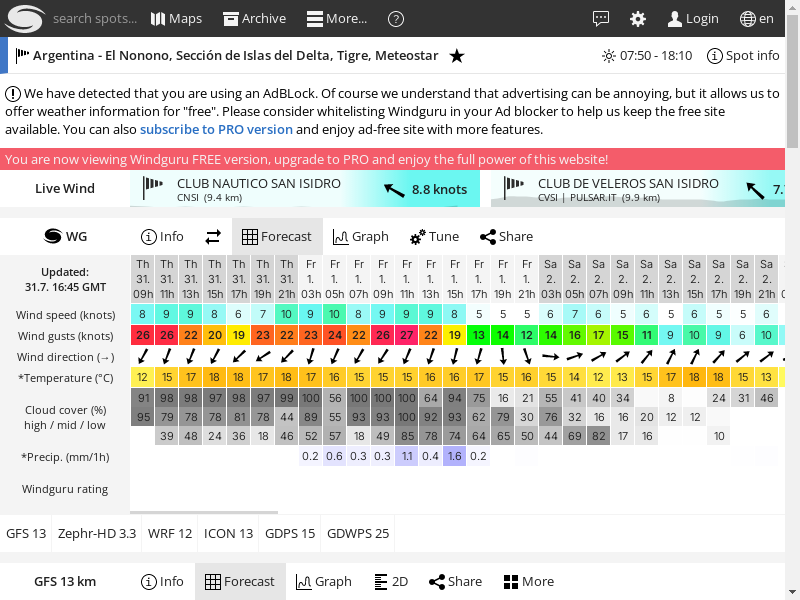 search spots... Maps Archive More... ? Login en
Argentina - El Nonono, Sección de Islas del Delta, Tigre, Meteostar ★ 07:50 - 18:10 Spot info
We have detected that you are using an AdBLock. Of course we understand that advertising can be annoying, but it allows us to
offer weather information for "free". Please consider whitelisting Windguru in your Ad blocker to help us keep the free site
available. You can also subscribe to PRO version and enjoy ad-free site with more features.
You are now viewing Windguru FREE version, upgrade to PRO and enjoy the full power of this website!
Live Wind CLUB NAUTICO SAN ISIDRO 8.8 knots CLUB DE VELEROS SAN ISIDRO 7.
CNSI (9.4 km) CVSI | PULSAR.IT (9.9 km)
WG Info Forecast Graph Tune Share
Updated:
31.7. 16:45 GMT
Th Th Th Th Th Th Th Fr Fr Fr Fr Fr Fr Fr Fr Fr Fr Sa Sa Sa Sa Sa Sa Sa Sa Sa Sa
31. 31. 31. 31. 31. 31. 31. 1. 1. 1. 1. 1. 1. 1. 1. 1. 1. 2. 2. 2. 2. 2. 2. 2. 2. 2. 2.
09h 11h 13h 15h 17h 19h 21h 03h 05h 07h 09h 11h 13h 15h 17h 19h 21h 03h 05h 07h 09h 11h 13h 15h 17h 19h 21h
Wind speed (knots) 8 9 9 8 6 7 10 9 10 8 9 9 9 8 5 5 5 6 7 6 5 6 5 6 5 5 6
Wind gusts (knots) 26 26 22 20 19 23 22 23 24 22 26 27 22 19 13 14 12 14 16 17 15 11 9 10 9 6 10
Wind direction (→)
*Temperature (°C) 12 15 17 18 18 17 18 17 16 15 15 15 16 16 17 15 16 15 14 12 13 15 17 18 18 15 13
Cloud cover (%)
high / mid / low
91 98 98 97 98 97 99 100 56 100 100 64 94 75 16 21 55 41 40 34 8 24 31 46
95 79 78 78 81 78 44 89 55 93 93 100 92 93 62 79 30 76 32 16 16 20 12 12
39 48 24 36 18 46 52 57 18 49 85 78 74 64 65 50 44 69 82 17 16 10
*Precip. (mm/1h) 0.2 0.6 0.3 0.3 1.1 0.4 1.6 0.2
Windguru rating
GFS 13 Zephr-HD 3.3 WRF 12 ICON 13 GDPS 15 GDWPS 25
GFS 13 km Info Forecast Graph 2D Share More